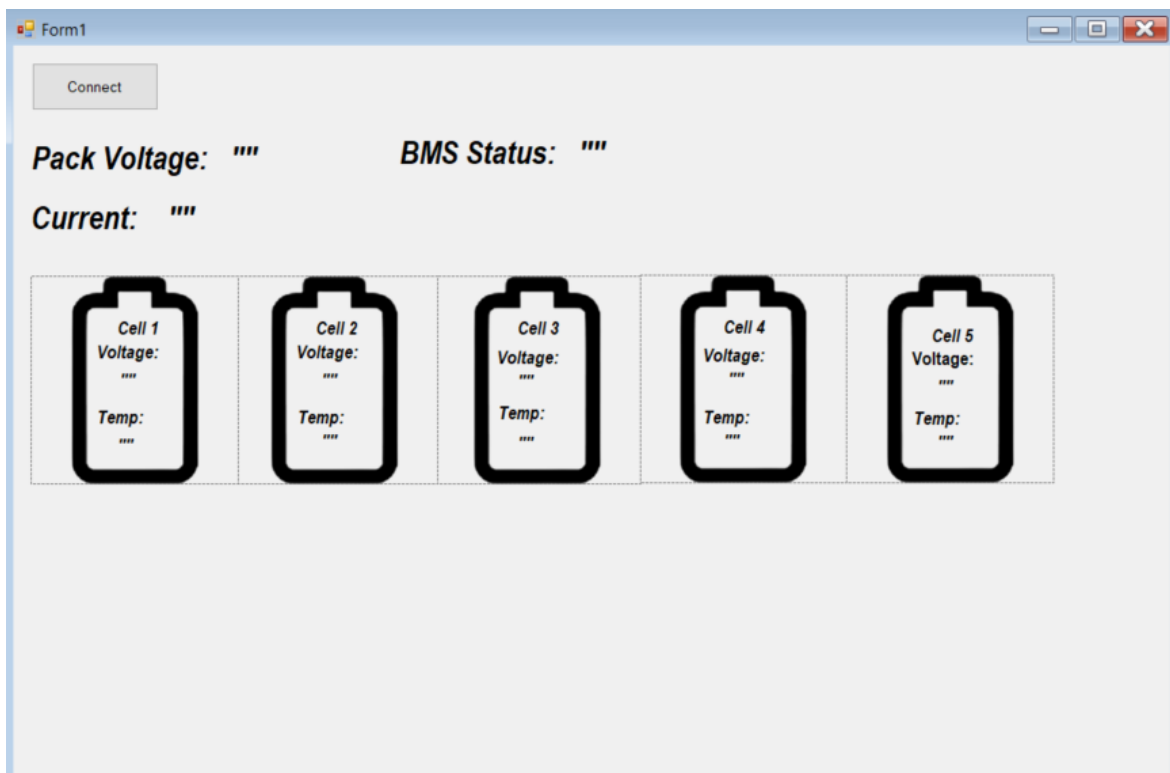 Form1
Connect
Pack Voltage: "" BMS Status: ""
Current: ""
Cell 1 Cell 2 Cell 3 Cell 4 Cell 5
Voltage: Voltage: Voltage: Voltage: Voltage:
"" "" "" "" ""
Temp: Temp: Temp: Temp: Temp:
"" "" "" "" ""